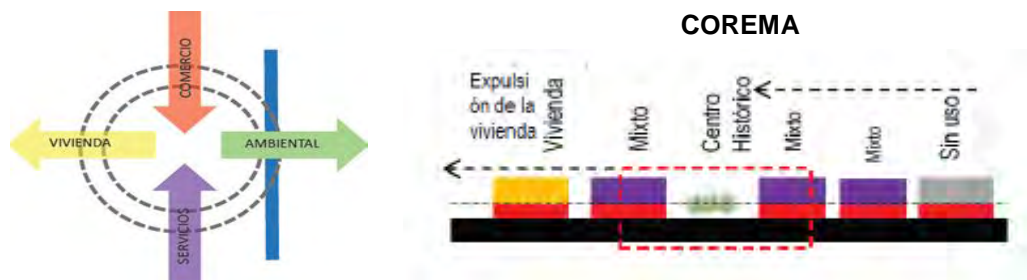 COREMA
COMERCIO
VIVIENDA
AMBIENTAL
SERVICIOS
Expulsi
ón de la
vivienda
Vivienda
Mixto
Centro
Histórico
Mixto
Mixto
Sin uso